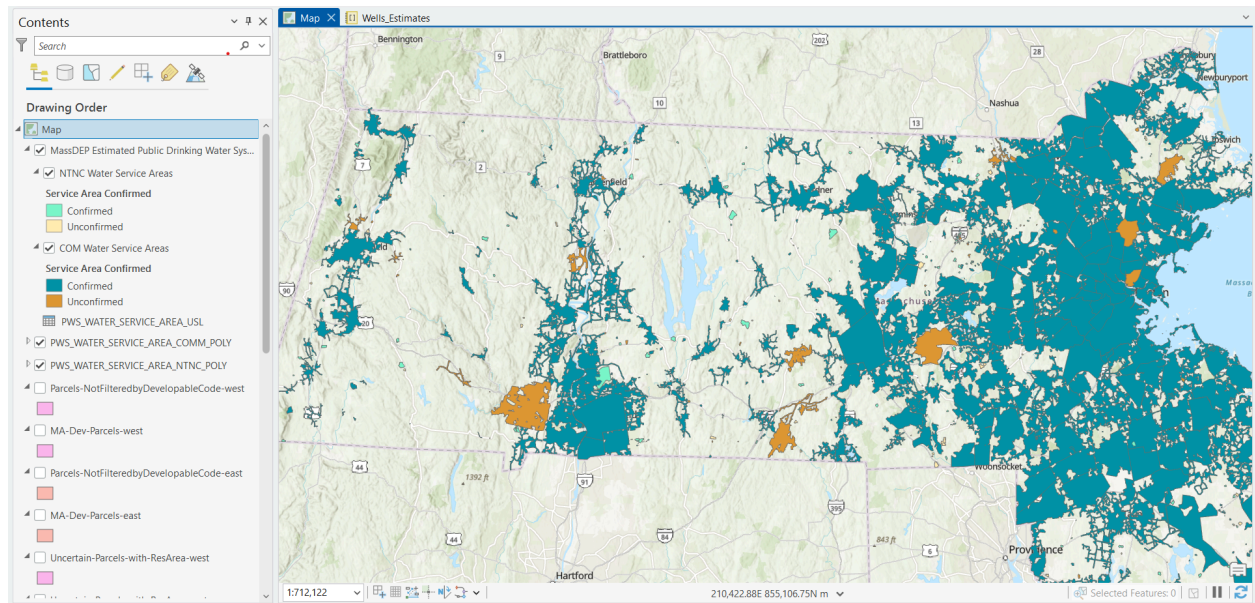 Contents
Search
Drawing Order
Map
MassDEP Estimated Public Drinking Water Sys...
NTNC Water Service Areas
Service Area Confirmed
Confirmed
Unconfirmed
COM Water Service Areas
Service Area Confirmed
Confirmed
Unconfirmed
PWS_WATER_SERVICE_AREA_USL
PWS_WATER_SERVICE_AREA_COMM_POLY
PWS_WATER_SERVICE_AREA_NTNC_POLY
Parcels-NotFilteredbyDevelopableCode-west
MA-Dev-Parcels-west
Parcels-NotFilteredbyDevelopableCode-east
MA-Dev-Parcels-east
Uncertain-Parcels-with-ResArea-west
Map
Wells_Estimates
Bennington
9
Brattleboro
202
28
Newburyport
10
Nashua
13
7
2
Ipswich
90
20
44
1392 ft
91
Woonsocket
395
44
84
843 ft
6
Providence
Hartford
1:712,122
210,422.88E 855,106.75N m
Selected Features: 0